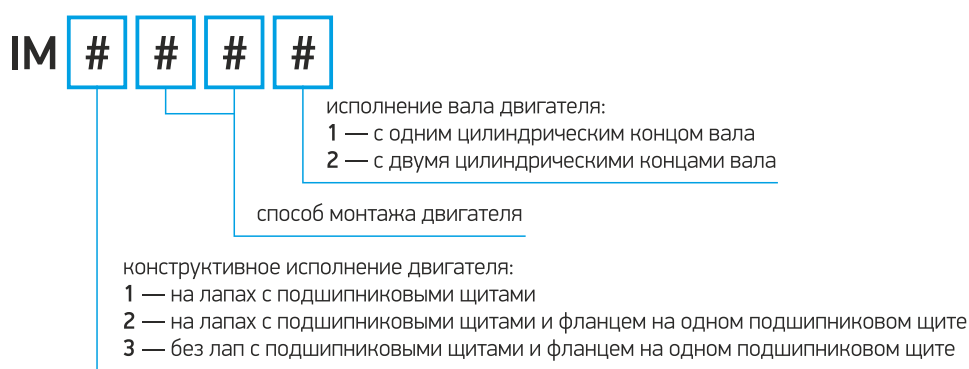 IM # # # #
исполнение вала двигателя:
1 — с одним цилиндрическим концом вала
2 — с двумя цилиндрическими концами вала
способ монтажа двигателя
конструктивное исполнение двигателя:
1 — на лапах с подшипниковыми щитами
2 — на лапах с подшипниковыми щитами и фланцем на одном подшипниковом щите
3 — без лап с подшипниковыми щитами и фланцем на одном подшипниковом щите